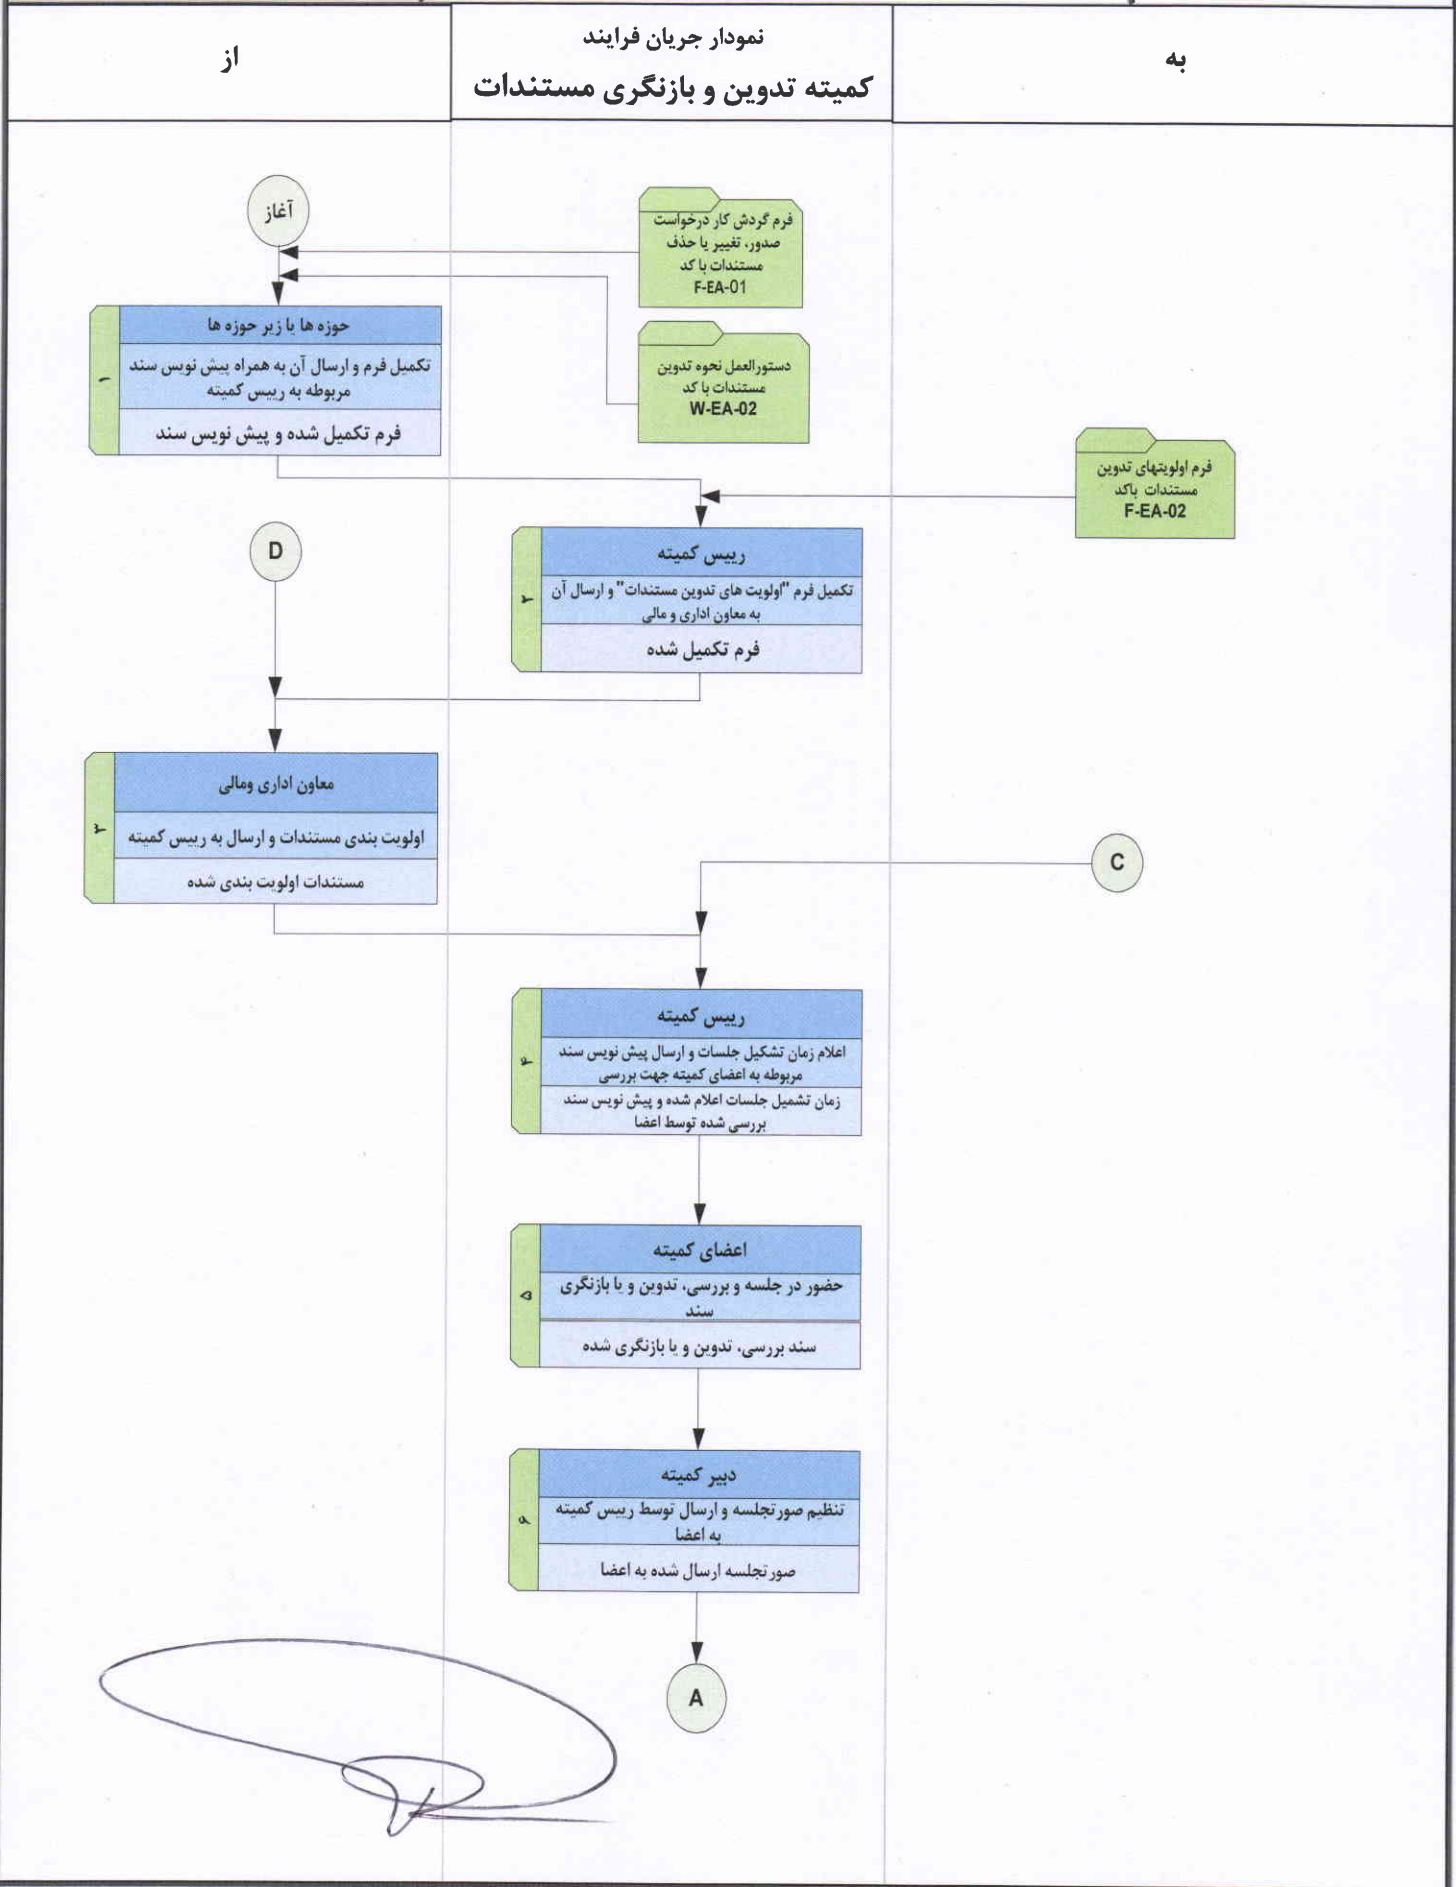 نمودار جریان فرایند
کمیته تدوین و بازنگری مستندات
به
از
آغاز
فرم گردش کار درخواست
صدور، تغییر یا حذف
مستندات با کد
F-EA-01
دستورالعمل نحوه تدوین
مستندات با کد
W-EA-02
حوزه ها یا زیر حوزه ها
۱
تکمیل فرم و ارسال آن به همراه پیش نویس سند
مربوطه به رییس کمیته
فرم تکمیل شده و پیش نویس سند
فرم اولویتهای تدوین
مستندات باکد
F-EA-02
D
رییس کمیته
۲
تکمیل فرم "اولویت های تدوین مستندات" و ارسال آن
به معاون اداری و مالی
فرم تکمیل شده
معاون اداری ومالی
۳
اولویت بندی مستندات و ارسال به رییس کمیته
مستندات اولویت بندی شده
C
رییس کمیته
۴
اعلام زمان تشکیل جلسات و ارسال پیش نویس سند
مربوطه به اعضای کمیته جهت بررسی
زمان تشمیل جلسات اعلام شده و پیش نویس سند
بررسی شده توسط اعضا
اعضای کمیته
۵
حضور در جلسه و بررسی، تدوین و یا بازنگری
سند
سند بررسی، تدوین و یا بازنگری شده
دبیر کمیته
۶
تنظیم صورتجلسه و ارسال توسط رییس کمیته
به اعضا
صورتجلسه ارسال شده به اعضا
A